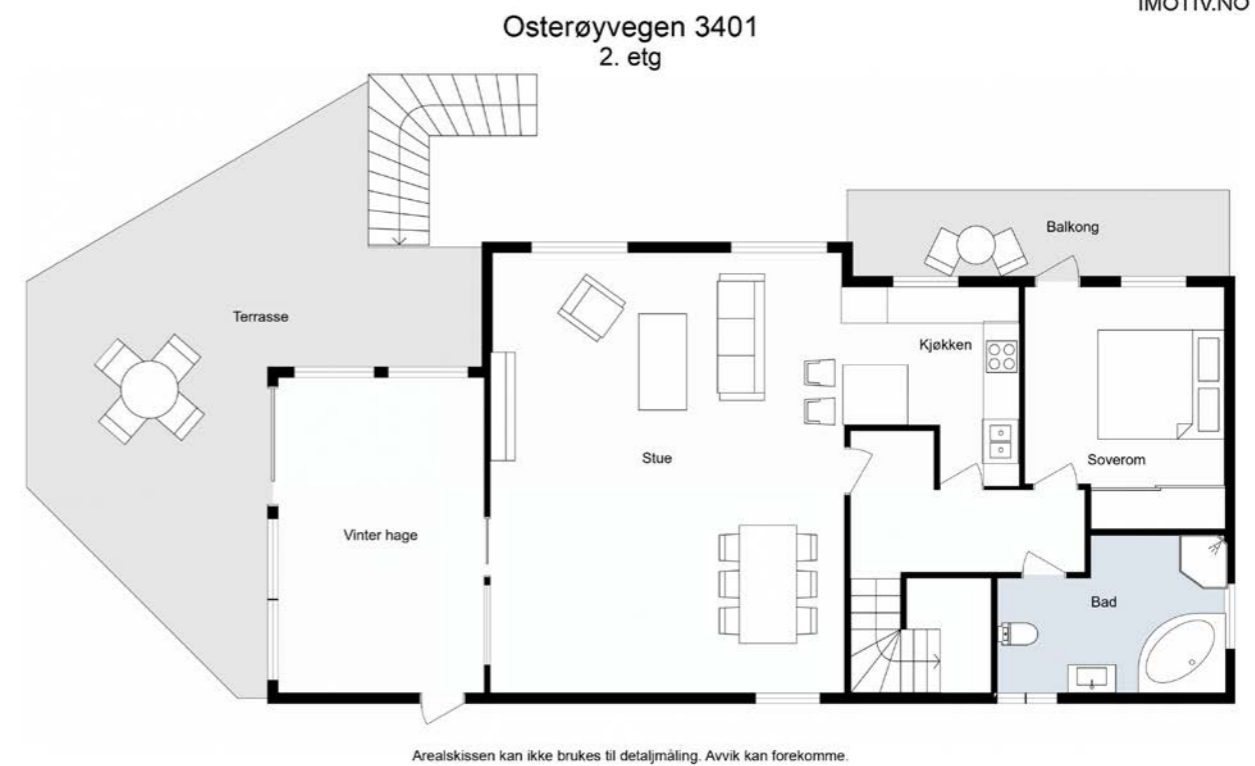 IMOTIV.NO
Osterøyvegen 3401
2. etg
Balkong
Terrasse
Kjøkken
Stue
Soverom
Vinter hage
Bad
Arealskissen kan ikke brukes til detaljmåling. Avvik kan forekomme.